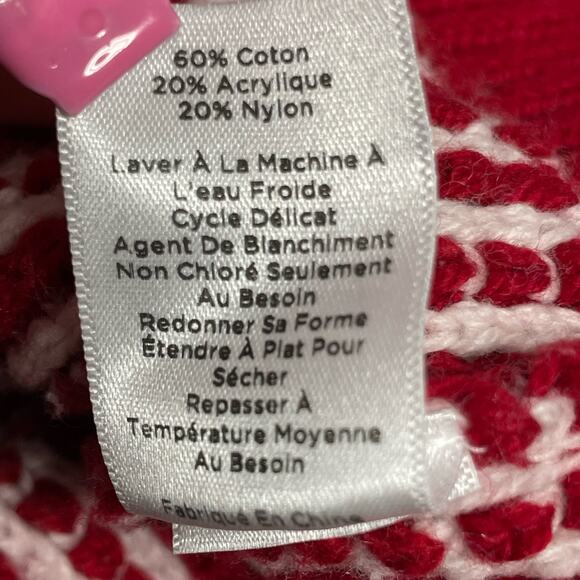 60% Coton
20% Acrylique
20% Nylon
Laver À La Machine À
L'eau Froide
Cycle Délicat
Agent De Blanchiment
Non Chloré Seulement
Au Besoin
Redonner Sa Forme
Étendre À Plat Pour
Sécher
Repasser À
Température Moyenne
Au Besoin
Fabriqué En Chine